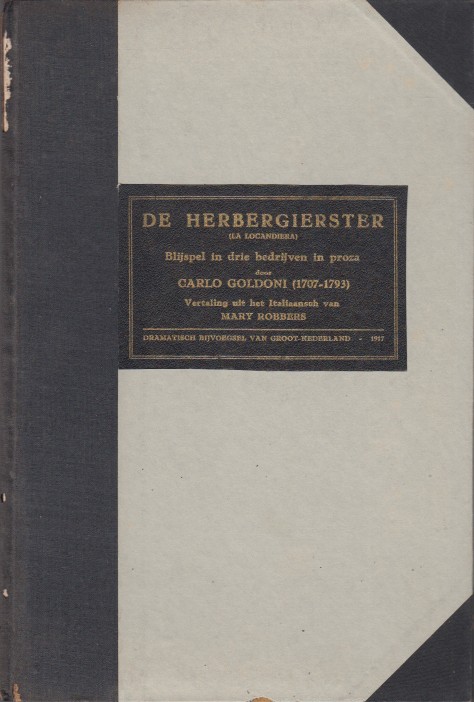 DE HERBERGIERSTER
(LA LOCANDIERA)
Blijspel in drie bedrijven in proza
door
CARLO GOLDONI (1707-1793)
Vertaling uit het Italiaansch van
MARY ROBBERS
DRAMATISCH BIJVOEGSEL VAN GROOT-NEDERLAND - 1917